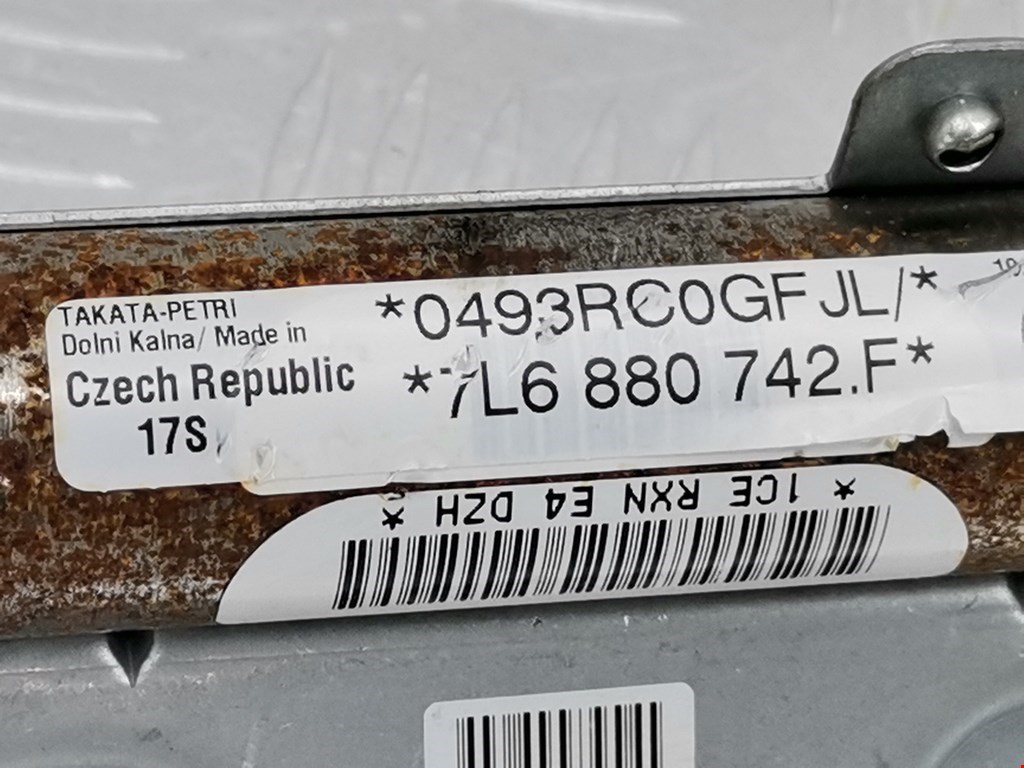 TAKATA-PETRI
Dolni Kalna/ Made in
Czech Republic
17S
*0493RC0GFJL/*
*7L6 880 742.F*
* 1CE RXN E4 DZH *